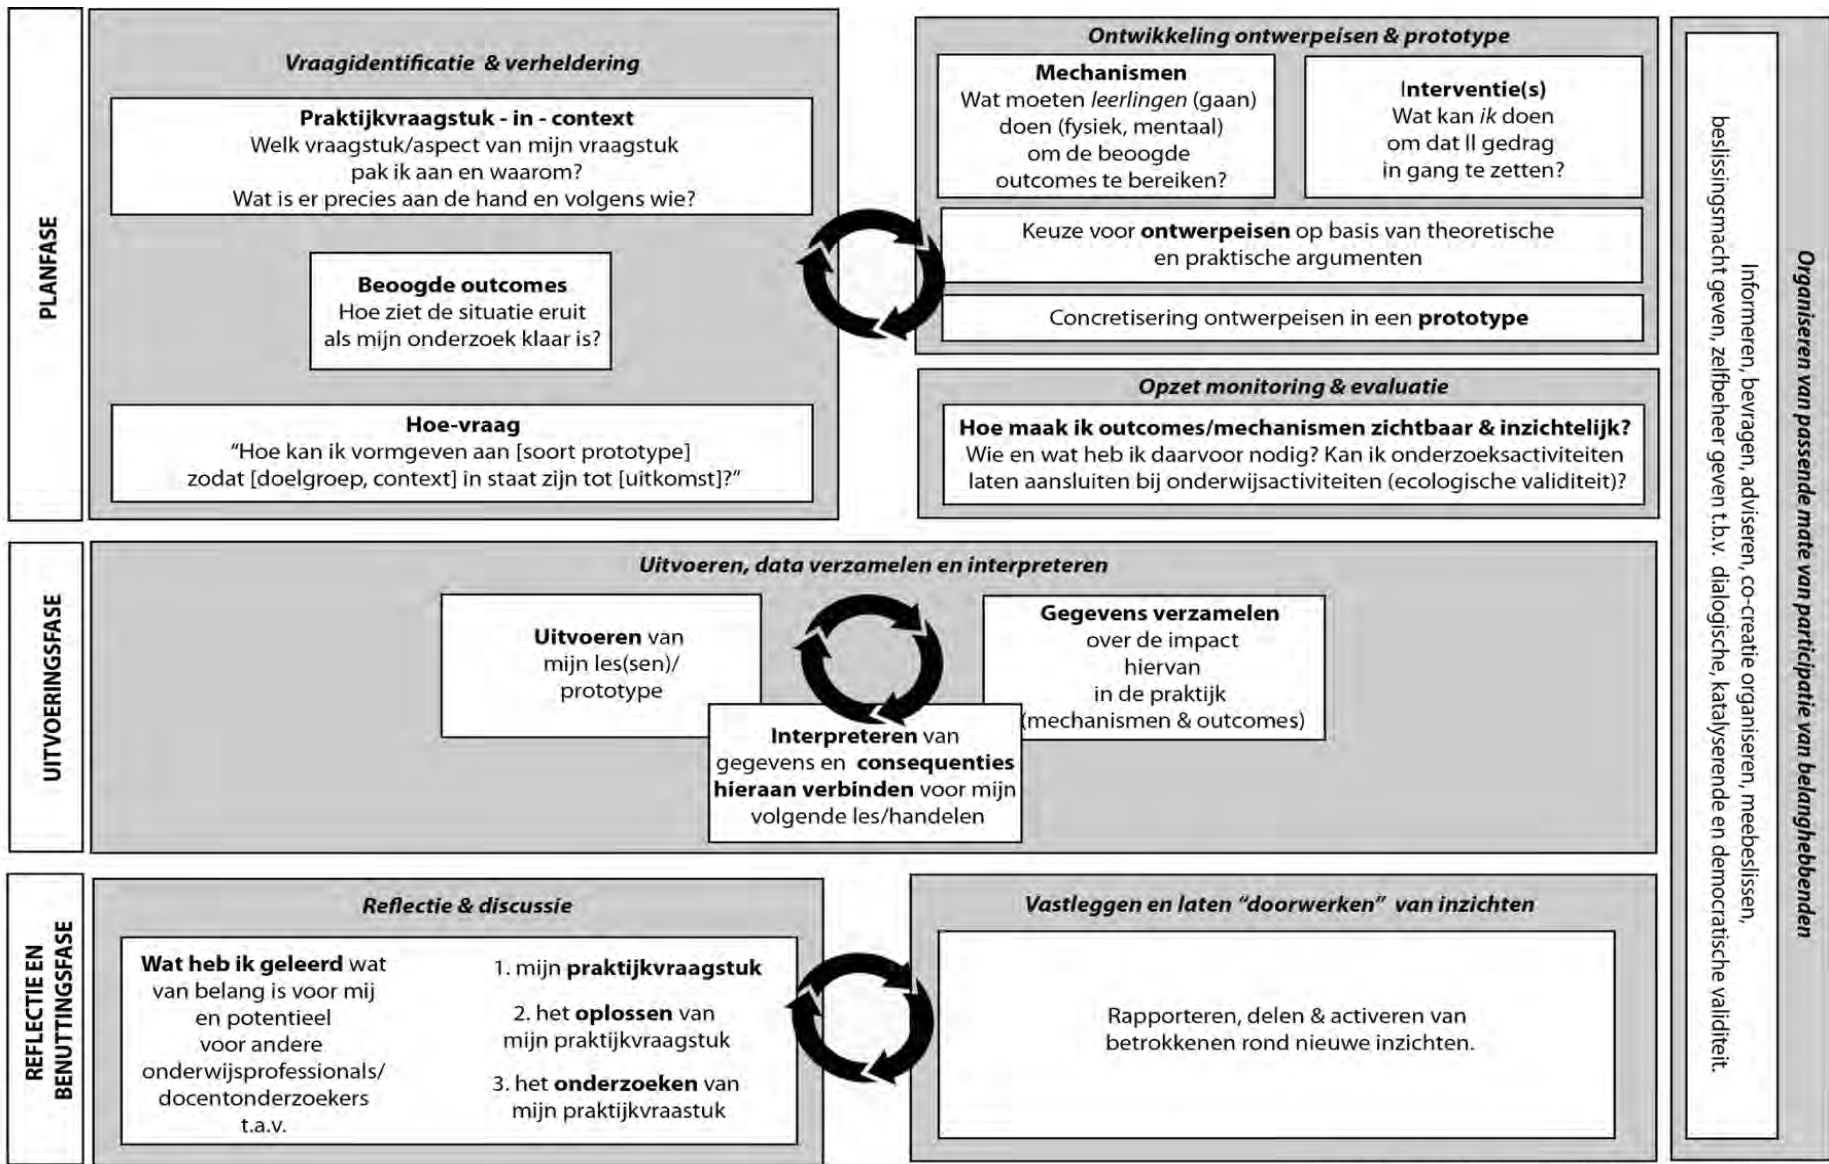 PLANFASE
Vraagidentificatie & verheldering
Praktijkvraagstuk - in - context
Welk vraagstuk/aspect van mijn vraagstuk
pak ik aan en waarom?
Wat is er precies aan de hand en volgens wie?
Beoogde outcomes
Hoe ziet de situatie eruit
als mijn onderzoek klaar is?
Hoe-vraag
“Hoe kan ik vormgeven aan [soort prototype]
zodat [doelgroep, context] in staat zijn tot [uitkomst]?”
Ontwikkeling ontwerpeisen & prototype
Mechanismen
Wat moeten leerlingen (gaan)
doen (fysiek, mentaal)
om de beoogde
outcomes te bereiken?
Interventie(s)
Wat kan ik doen
om dat ll gedrag
in gang te zetten?
Keuze voor ontwerpeisen op basis van theoretische
en praktische argumenten
Concretisering ontwerpeisen in een prototype
Opzet monitoring & evaluatie
Hoe maak ik outcomes/mechanismen zichtbaar & inzichtelijk?
Wie en wat heb ik daarvoor nodig? Kan ik onderzoeksactiviteiten
laten aansluiten bij onderwijsactiviteiten (ecologische validiteit)?
UITVOERINGSFASE
Uitvoeren, data verzamelen en interpreteren
Uitvoeren van
mijn les(sen)/
prototype
Gegevens verzamelen
over de impact
hiervan
in de praktijk
(mechanismen & outcomes)
Interpreteren van
gegevens en consequenties
hieraan verbinden voor mijn
volgende les/handelen
REFLECTIE EN
BENUTTINGSFASE
Reflectie & discussie
Wat heb ik geleerd wat
van belang is voor mij
en potentieel
voor andere
onderwijsprofessionals/
docentonderzoekers
t.a.v.
1. mijn praktijkvraagstuk
2. het oplossen van
mijn praktijkvraagstuk
3. het onderzoeken van
mijn praktijkvraastuk
Vastleggen en laten “doorwerken” van inzichten
Rapporteren, delen & activeren van
betrokkenen rond nieuwe inzichten.
Organiseren van passende mate van participatie van belanghebbenden
Informeren, bevragen, adviseren, co-creatie organiseren, meebeslissen,
beslissingsmacht geven, zelfbeheer geven t.b.v. dialogische, katalyserende en democratische validiteit.